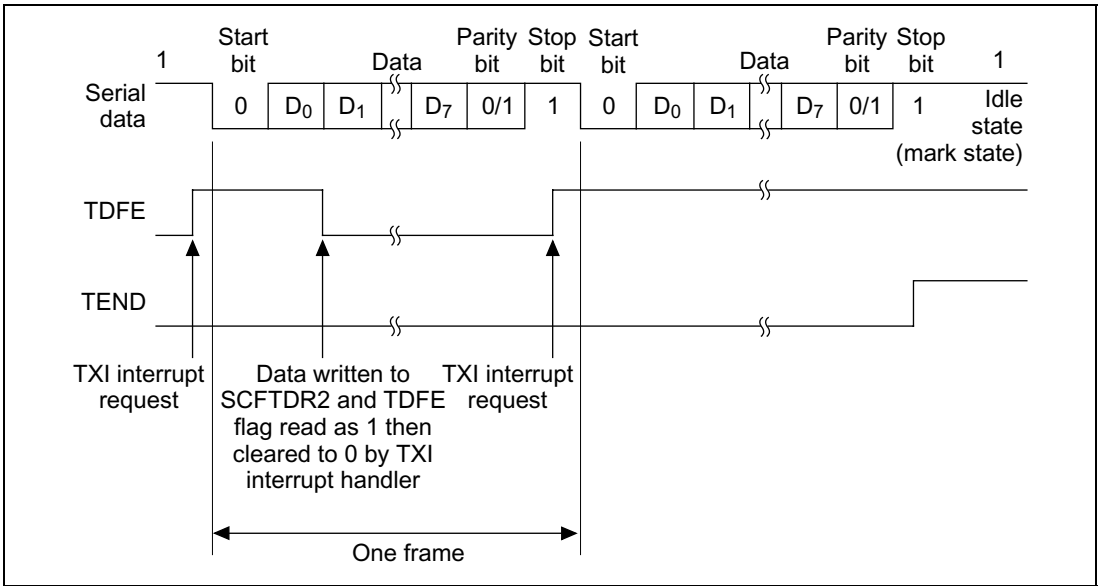 1 Start bit Data Parity bit Stop bit Start bit Data Parity bit Stop bit 1
Serial data 0 D0 D1 D7 0/1 1 0 D0 D1 D7 0/1 1 Idle state (mark state)
TDFE
TEND
TXI interrupt request
Data written to
SCFTDR2 and TDFE
flag read as 1 then
cleared to 0 by TXI
interrupt handler
TXI interrupt
request
One frame